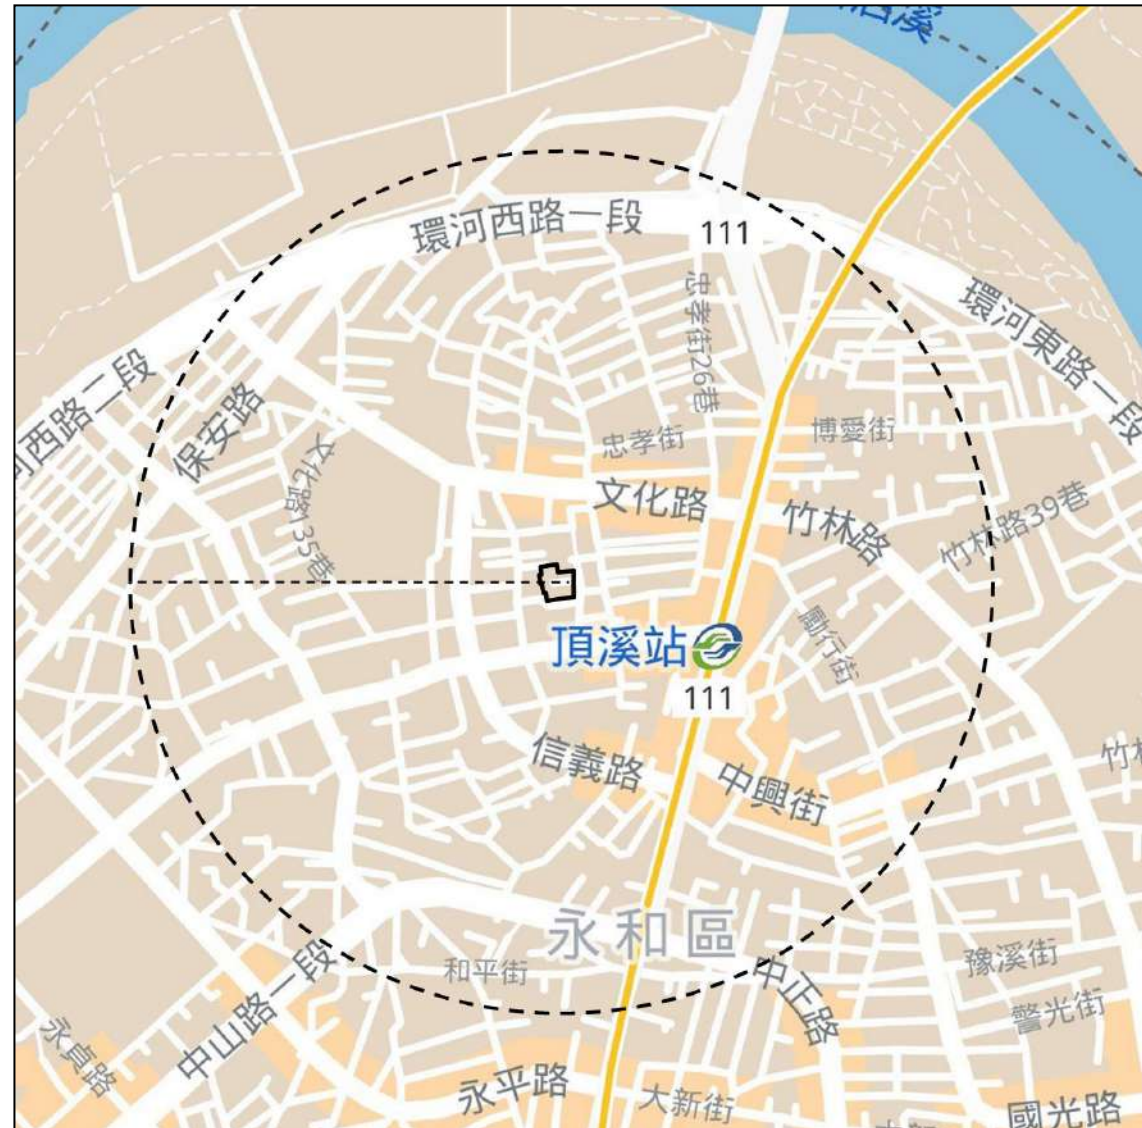 環河西路一段
111
環河東路一段
忠孝街26巷
河西路二段
保安路
文化路135巷
忠孝街
博愛街
文化路
竹林路
竹林路39巷
頂溪站
勵行街
111
信義路
中興街
竹林
永和區
和平街
中正路
豫溪街
警光街
中山路一段
永貞路
永平路
大新街
國光路